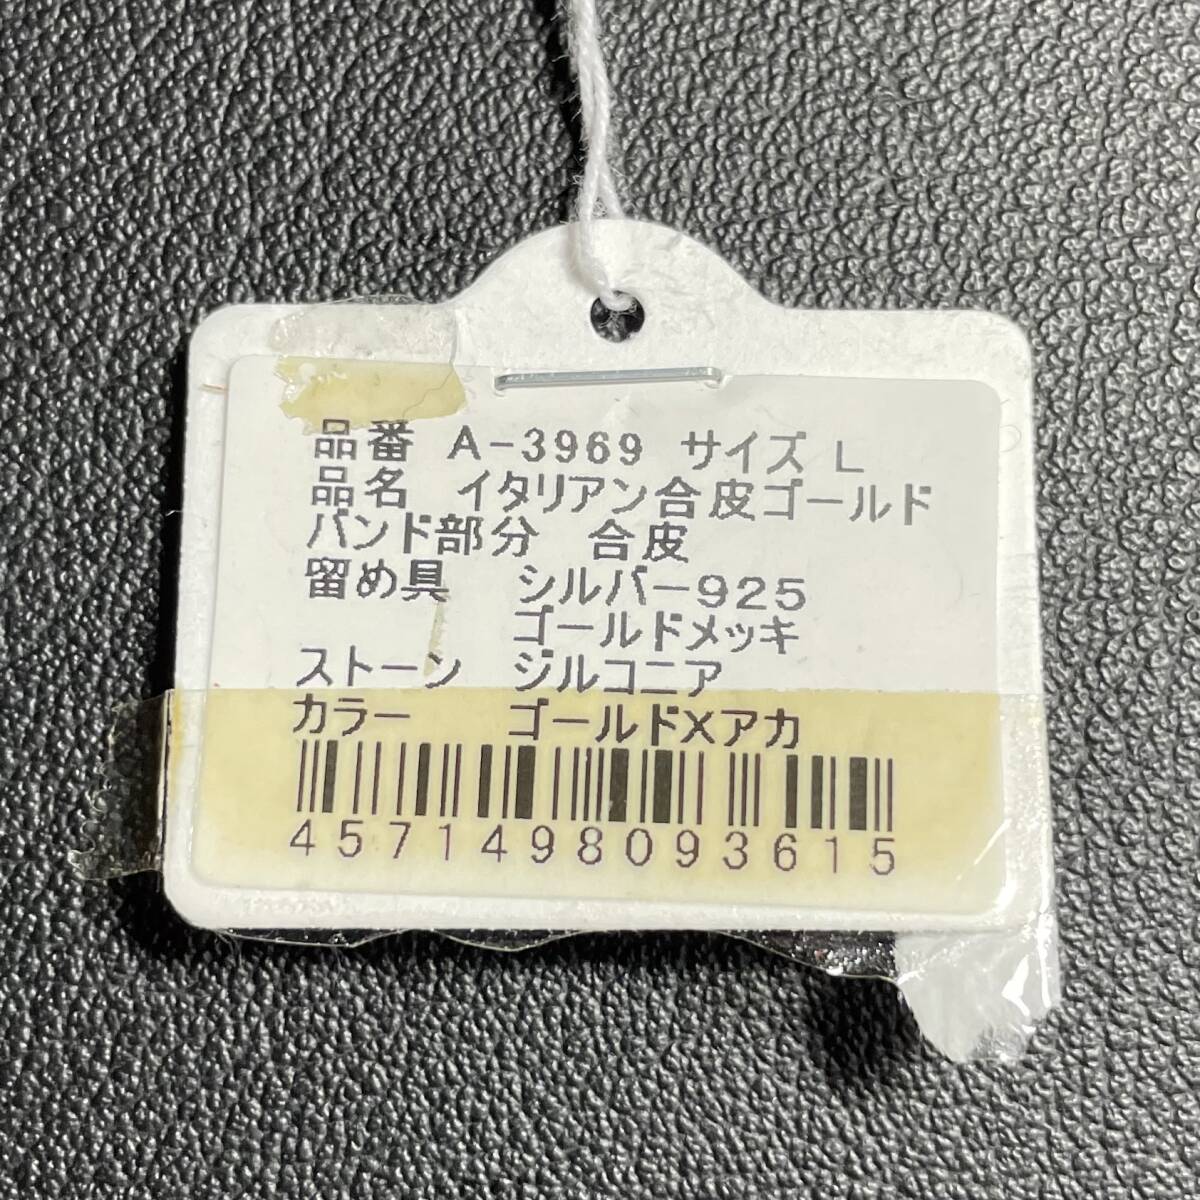 品番 A-3969 サイズ L
品名 イタリアン合皮ゴールド
バンド部分 合皮
留め具 シルバー925
ゴールドメッキ
ストーン ジルコニア
カラー ゴールドXアカ
4571498093615